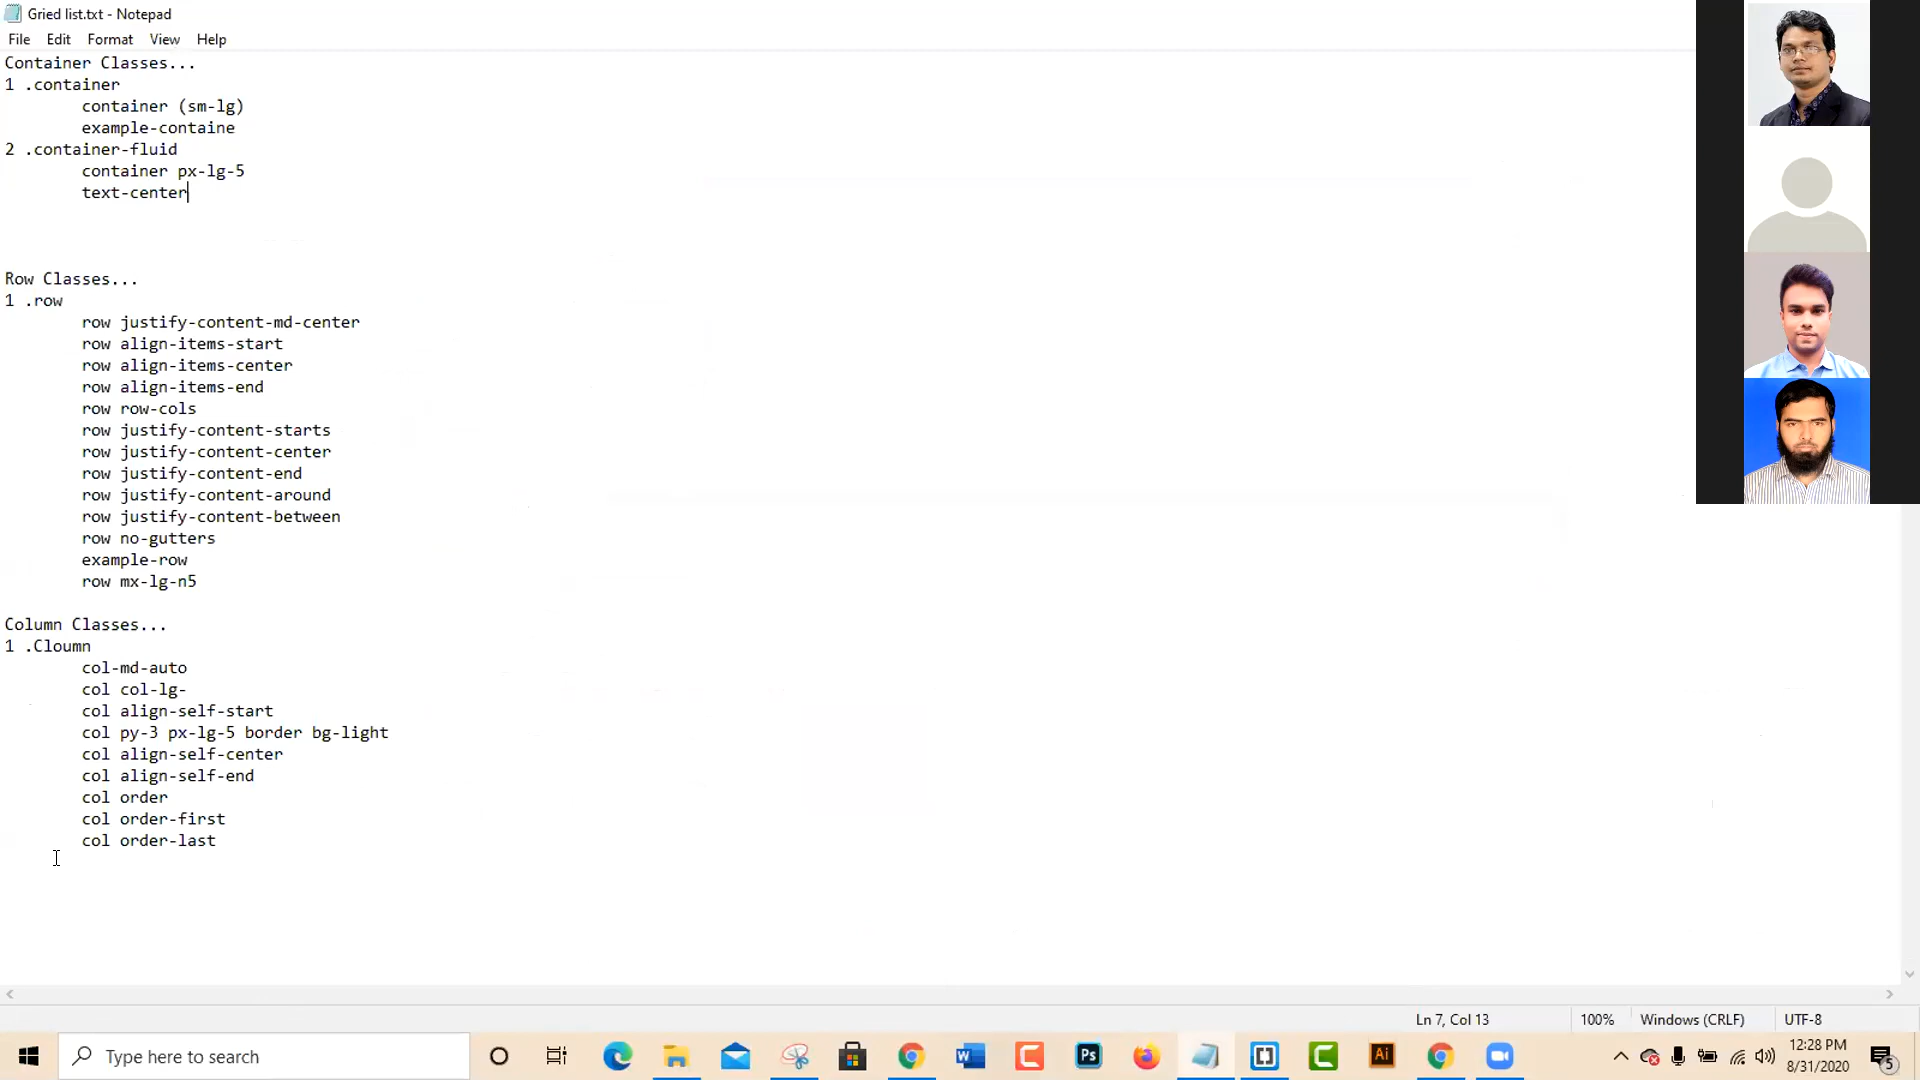 Gried list.txt - Notepad
File Edit Format View Help
Container Classes...
1 .container
container (sm-lg)
example-containe
2 .container-fluid
container px-lg-5
text-center
Row Classes...
1 .row
row justify-content-md-center
row align-items-start
row align-items-center
row align-items-end
row row-cols
row justify-content-starts
row justify-content-center
row justify-content-end
row justify-content-around
row justify-content-between
row no-gutters
example-row
row mx-lg-n5
Column Classes...
1 .Cloumn
col-md-auto
col col-lg-
col align-self-start
col py-3 px-lg-5 border bg-light
col align-self-center
col align-self-end
col order
col order-first
col order-last
Ln 7, Col 13 100% Windows (CRLF) UTF-8
Type here to search
W
Ps
Ai
12:28 PM
8/31/2020
5